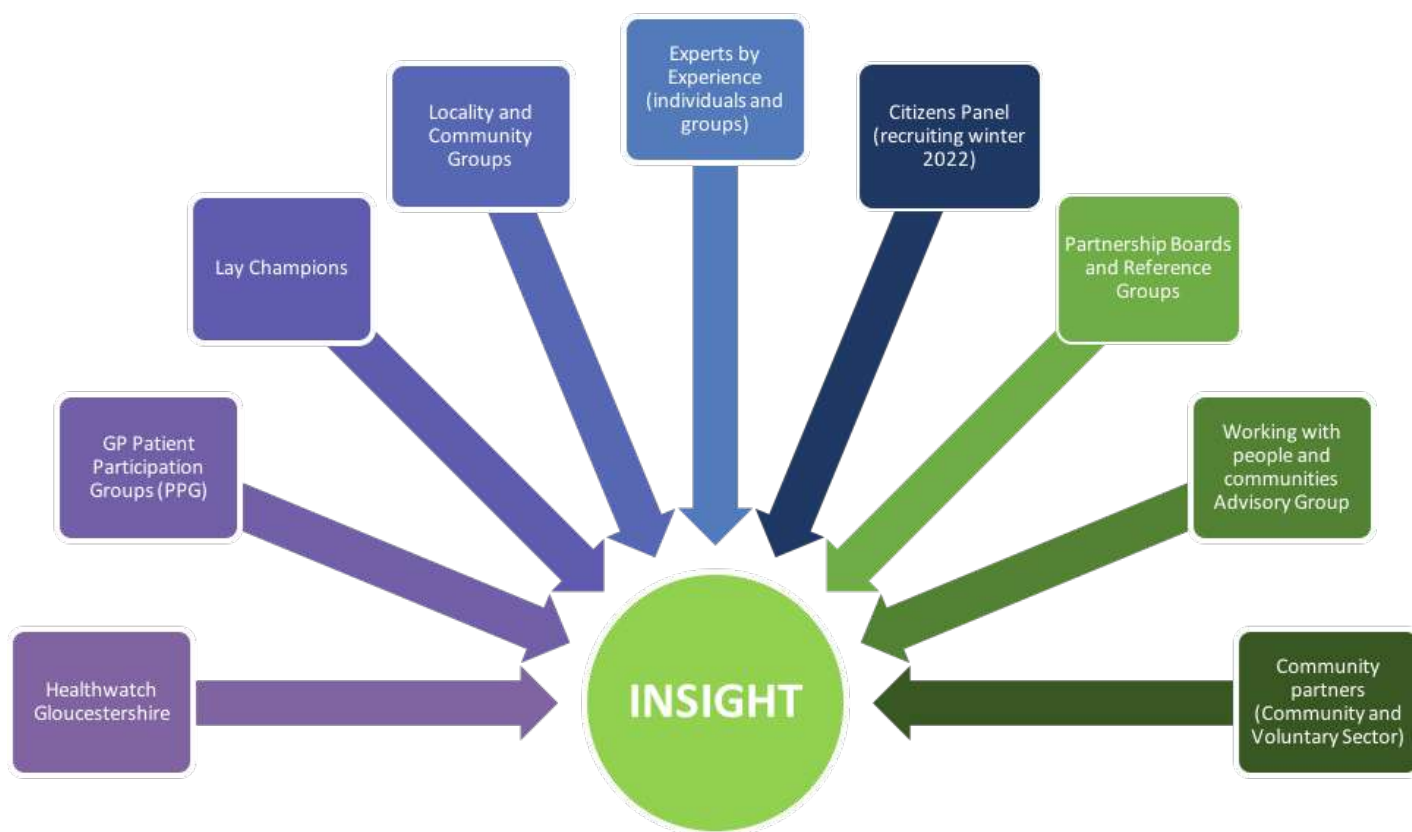 Healthwatch
Gloucestershire
GP Patient
Participation
Groups (PPG)
Lay Champions
Locality and
Community
Groups
Experts by
Experience
(individuals and
groups)
Citizens Panel
(recruiting winter
2022)
Partnership Boards
and Reference
Groups
Working with
people and
communities
Advisory Group
Community
partners
(Community and
Voluntary Sector)
INSIGHT